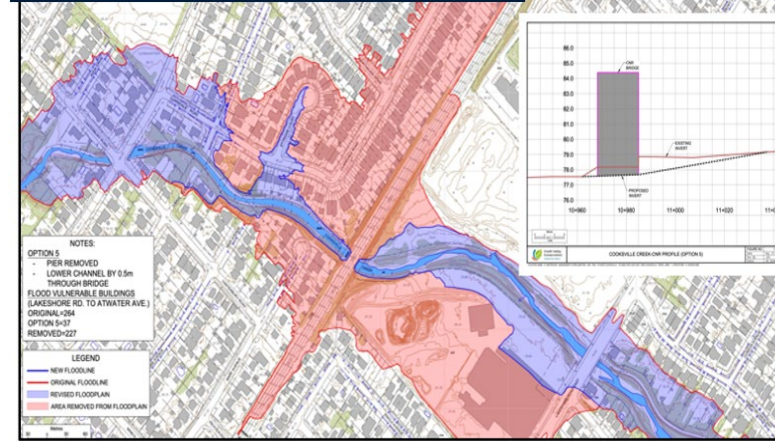 NOTES:
OPTION 5
- PIER REMOVED
- LOWER CHANNEL BY 0.5m
THROUGH BRIDGE
FLOOD VULNERABLE BUILDINGS
(LAKESHORE RD. TO ATWATER AVE.)
ORIGINAL=264
OPTION 5=37
REMOVED=227
LEGEND
NEW FLOODLINE
ORIGINAL FLOODLINE
REVISED FLOODPLAIN
AREA REMOVED FROM FLOODPLAIN
Metres
86.0
85.0
84.0
83.0
82.0
81.0
80.0
79.0
78.0
77.0
76.0
CNR
BRIDGE
EXISTING
INVERT
PROPOSED
INVERT
10+960
10+980
11+000
11+020
COOKSVILLE CREEK-CNR PROFILE (OPTION 5)